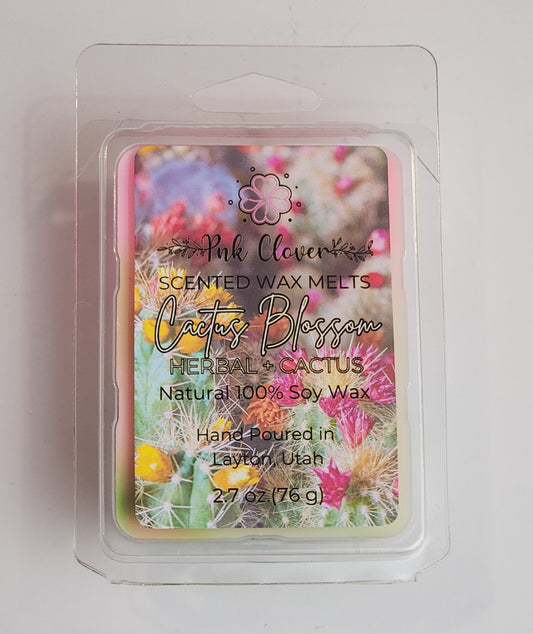 Pnk Clover
SCENTED WAX MELTS
Cactus Blossom
HERBAL + CACTUS
Natural 100% Soy Wax
Hand Poured in
Layton, Utah
2.7 oz.(76 g)